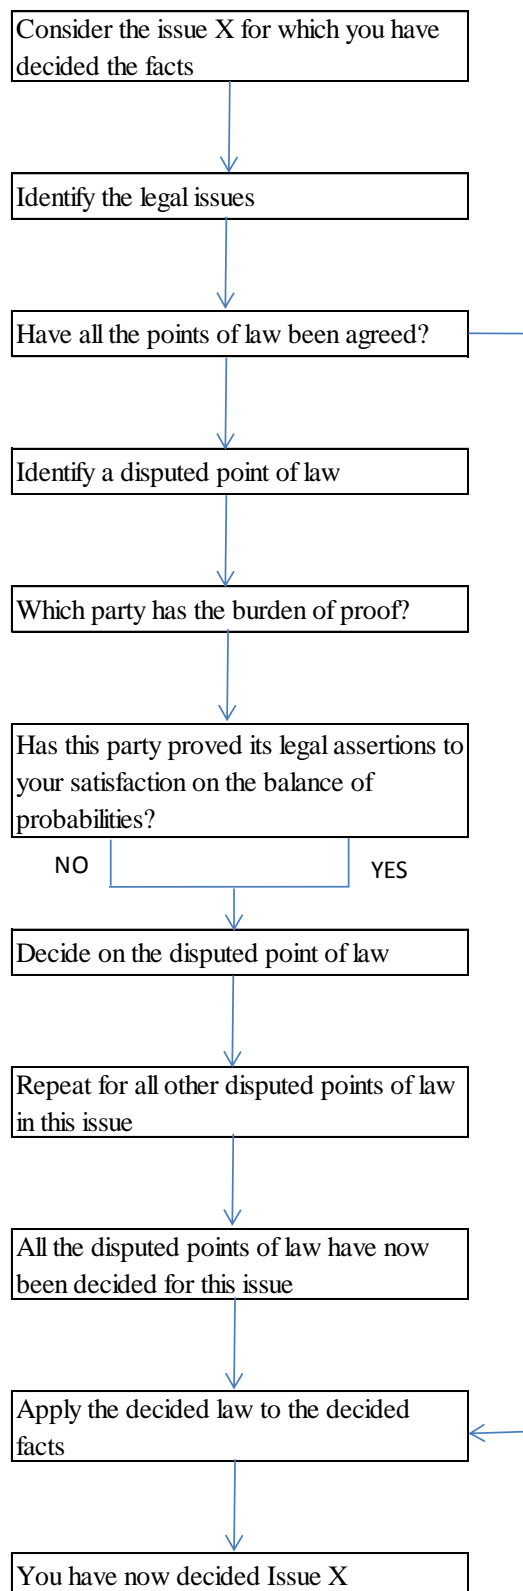 Consider the issue X for which you have
decided the facts
Identify the legal issues
Have all the points of law been agreed?
Identify a disputed point of law
Which party has the burden of proof?
Has this party proved its legal assertions to
your satisfaction on the balance of
probabilities?
NO
YES
Decide on the disputed point of law
Repeat for all other disputed points of law
in this issue
All the disputed points of law have now
been decided for this issue
Apply the decided law to the decided
facts
You have now decided Issue X